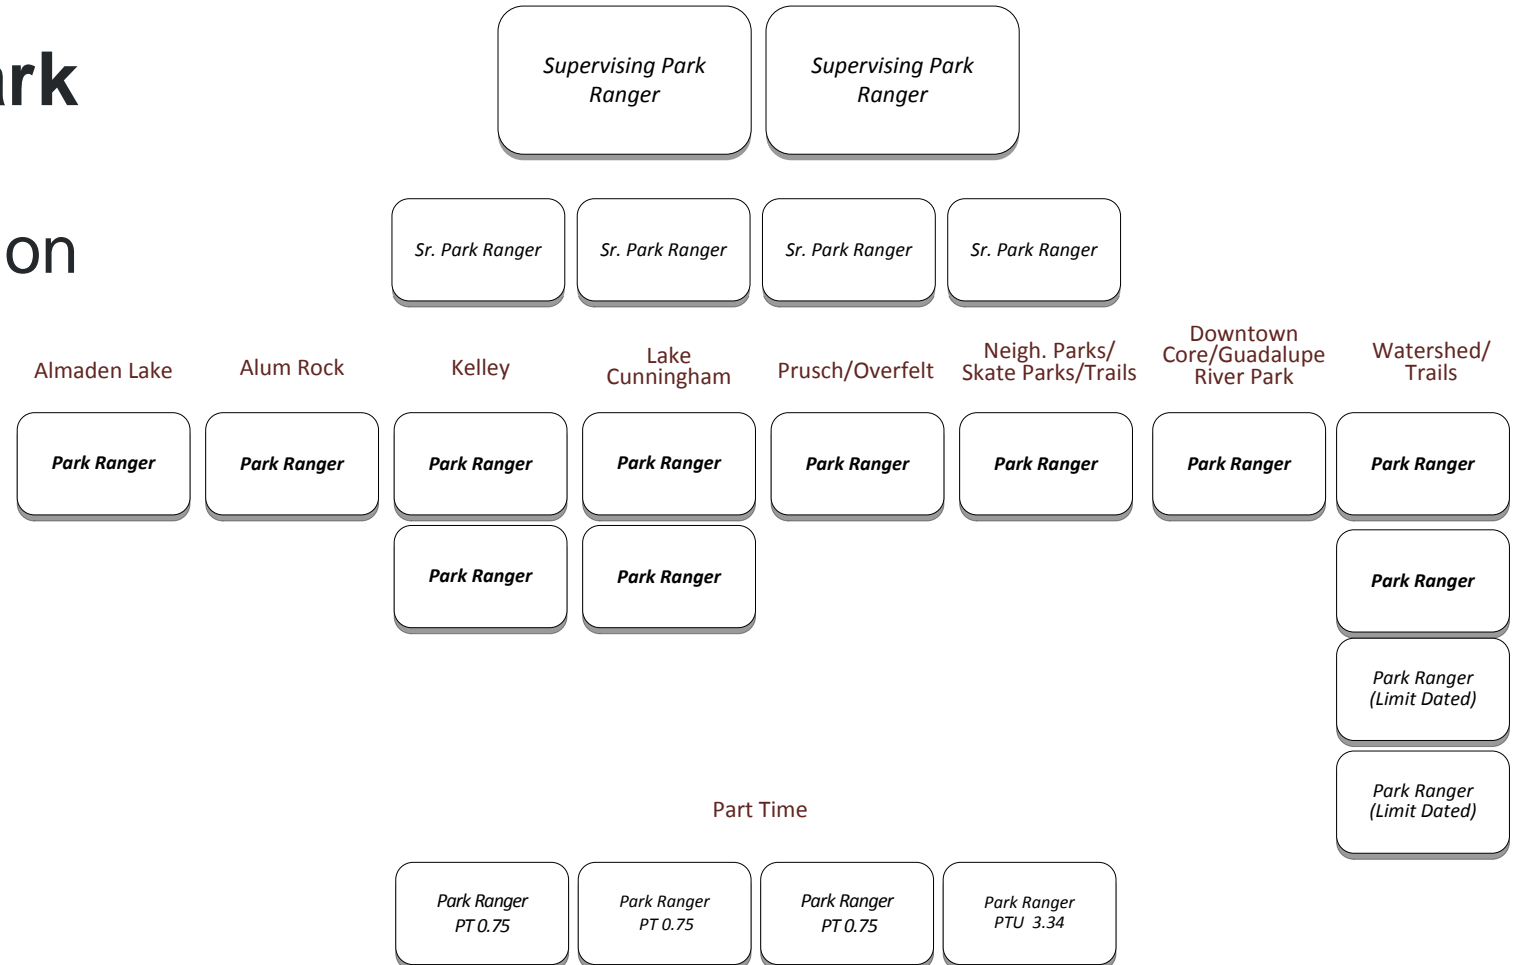 Supervising Park
Ranger
Supervising Park
Ranger
Sr. Park Ranger
Sr. Park Ranger
Sr. Park Ranger
Sr. Park Ranger
on
Almaden Lake
Alum Rock
Kelley
Lake
Cunningham
Prusch/Overfelt
Neigh. Parks/
Skate Parks/Trails
Downtown
Core/Guadalupe
River Park
Watershed/
Trails
Park Ranger
Park Ranger
Park Ranger
Park Ranger
Park Ranger
Park Ranger
Park Ranger
Park Ranger
Park Ranger
Park Ranger
Park Ranger
Park Ranger
(Limit Dated)
Park Ranger
(Limit Dated)
Part Time
Park Ranger
PT 0.75
Park Ranger
PT 0.75
Park Ranger
PT 0.75
Park Ranger
PTU 3.34